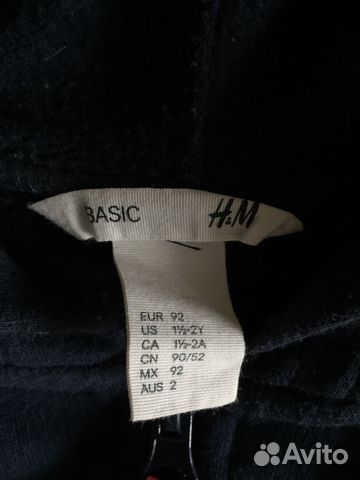 BASIC H&M
EUR 92
US 1½-2Y
CA 1½-2A
CN 90/52
MX 92
AUS 2
Avito